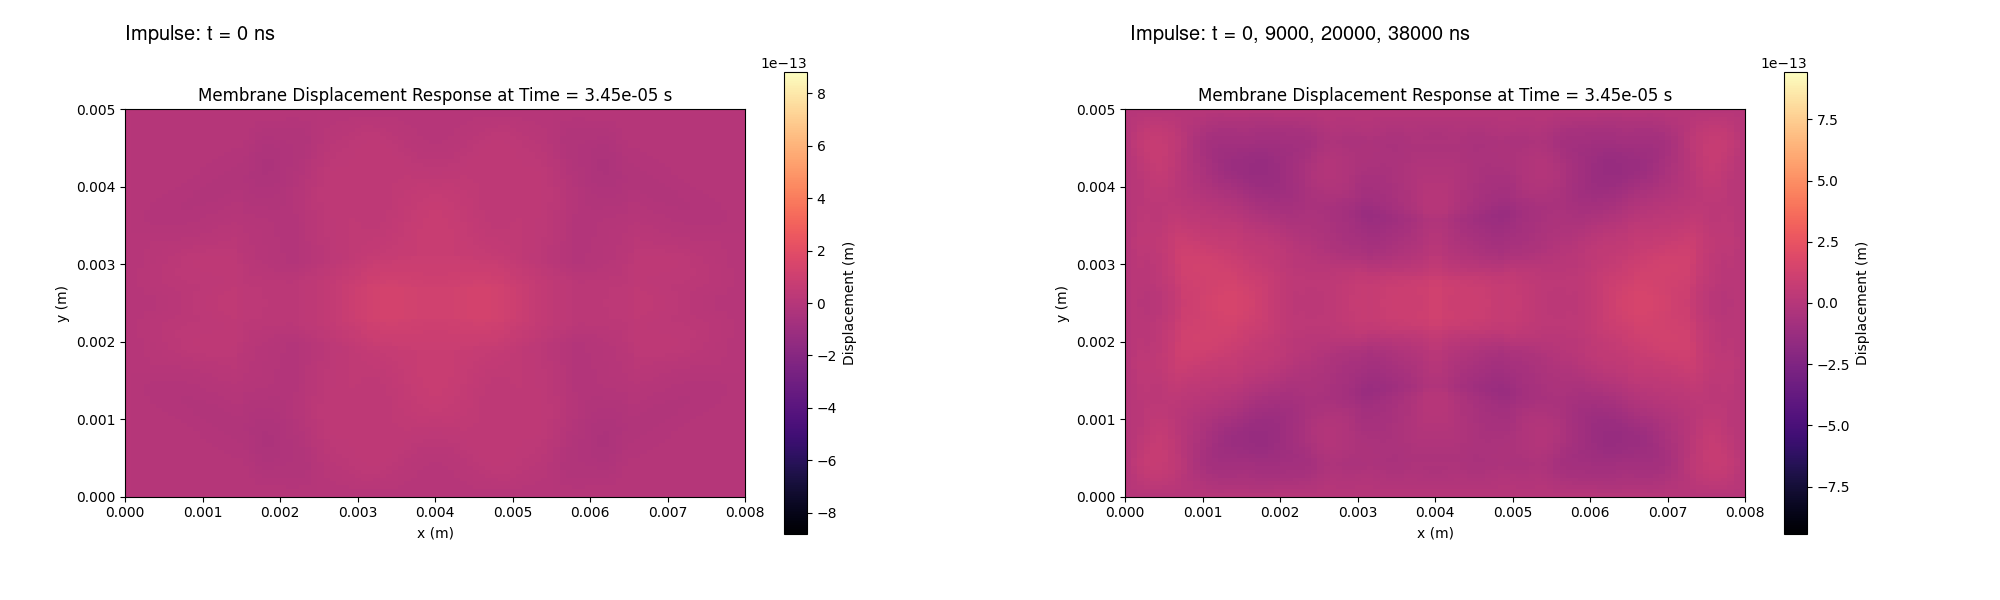 Impulse: t = 0 ns
1e−13
Membrane Displacement Response at Time = 3.45e-05 s
0.005
0.004
0.003
0.002
0.001
0.000
y (m)
0.000 0.001 0.002 0.003 0.004 0.005 0.006 0.007 0.008
x (m)
8
6
4
2
0
−2
−4
−6
−8
Displacement (m)
Impulse: t = 0, 9000, 20000, 38000 ns
1e−13
Membrane Displacement Response at Time = 3.45e-05 s
0.005
0.004
0.003
0.002
0.001
0.000
y (m)
0.000 0.001 0.002 0.003 0.004 0.005 0.006 0.007 0.008
x (m)
7.5
5.0
2.5
0.0
−2.5
−5.0
−7.5
Displacement (m)